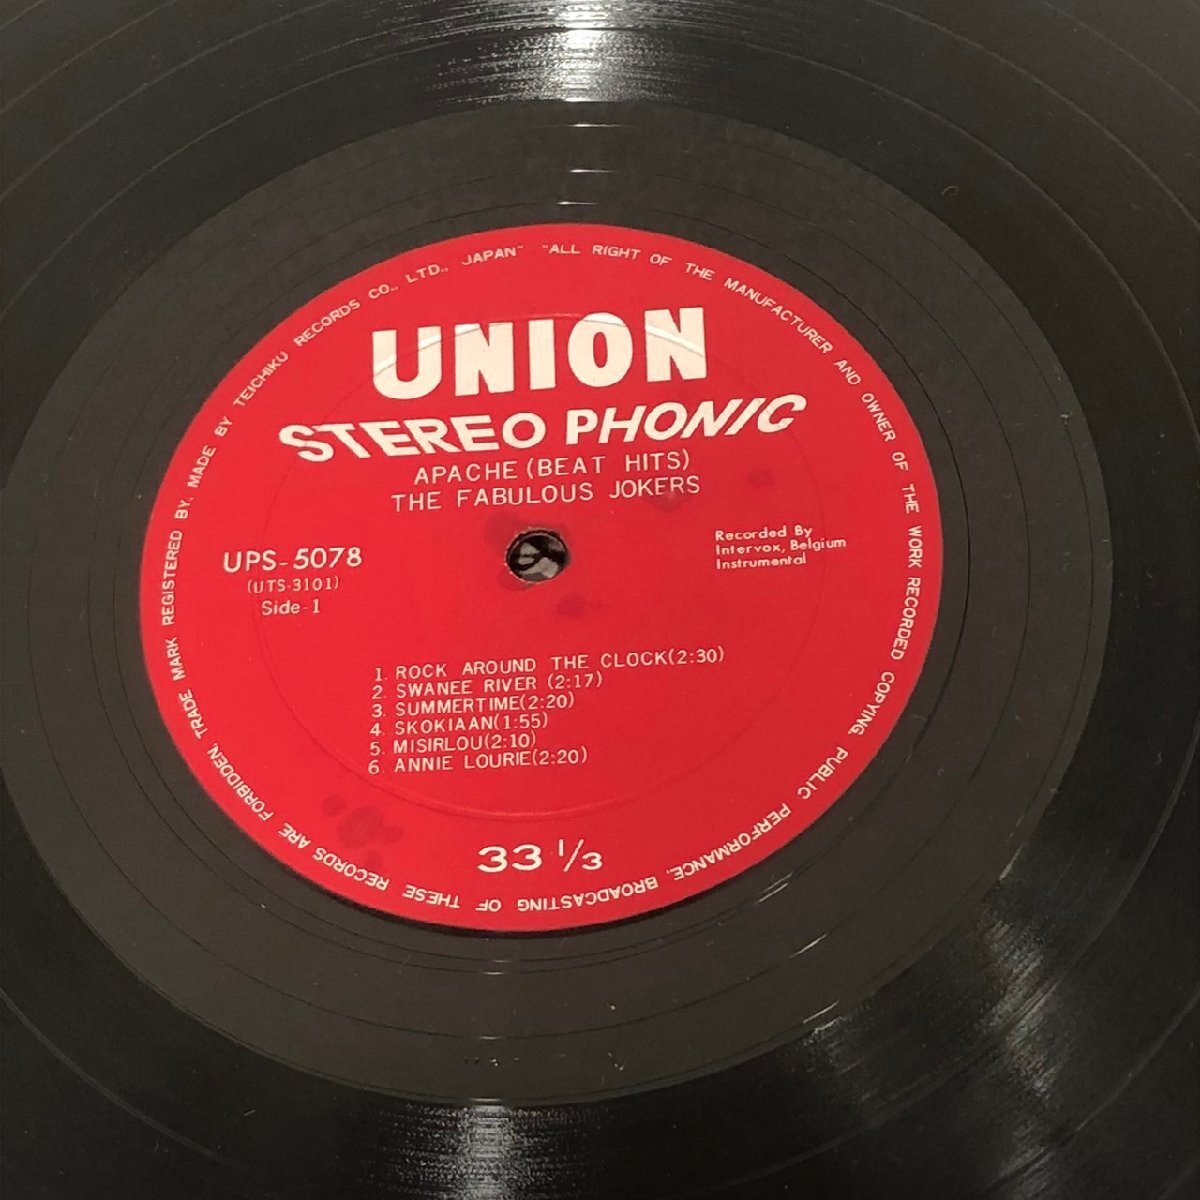 TRADE MARK REGISTERED BY. MADE BY TEICHIKU RECORDS CO., LTD., JAPAN" "ALL RIGHT OF THE MANUFACTURER AND OWNER OF THE WORK RECORDED COPYING, PUBLIC PERFORMANCE, BROADCASTING OF THESE RECORDS ARE FORBIDDEN
UNION
STEREO PHONIC
APACHE (BEAT HITS)
THE FABULOUS JOKERS
UPS-5078
(UTS-3101)
Side-1
Recorded By
Intervox, Belgium
Instrumental
1. ROCK AROUND THE CLOCK(2:30)
2. SWANEE RIVER (2:17)
3. SUMMERTIME(2:20)
4. SKOKIAAN(1:55)
5. MISIRLOU(2:10)
6. ANNIE LOURIE(2:20)
33 1/3